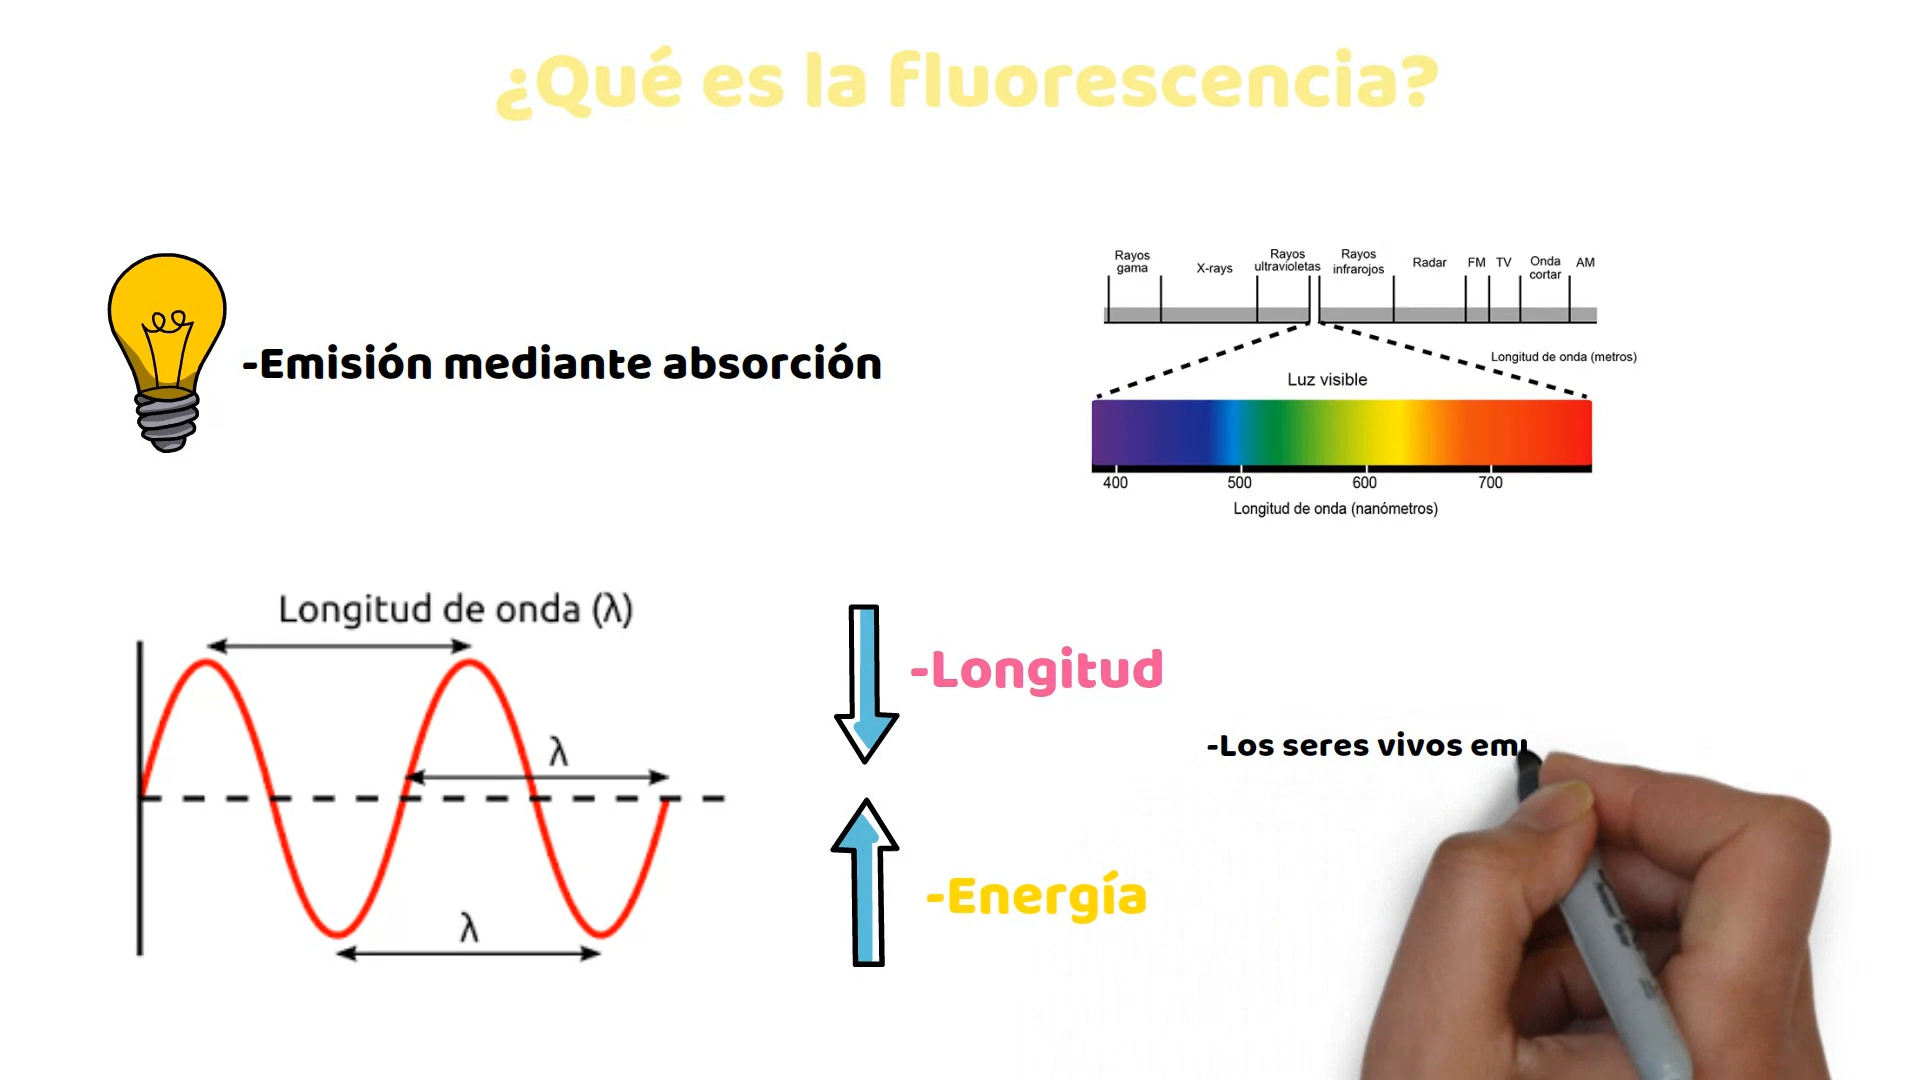 ¿Qué es la fluorescencia?
-Emisión mediante absorción
Rayos
gama
X-rays
Rayos
ultravioletas
Rayos
infrarojos
Radar
FM
TV
Onda
cortar
AM
Longitud de onda (metros)
Luz visible
400
500
600
700
Longitud de onda (nanómetros)
Longitud de onda (λ)
λ
λ
-Longitud
-Energía
-Los seres vivos em